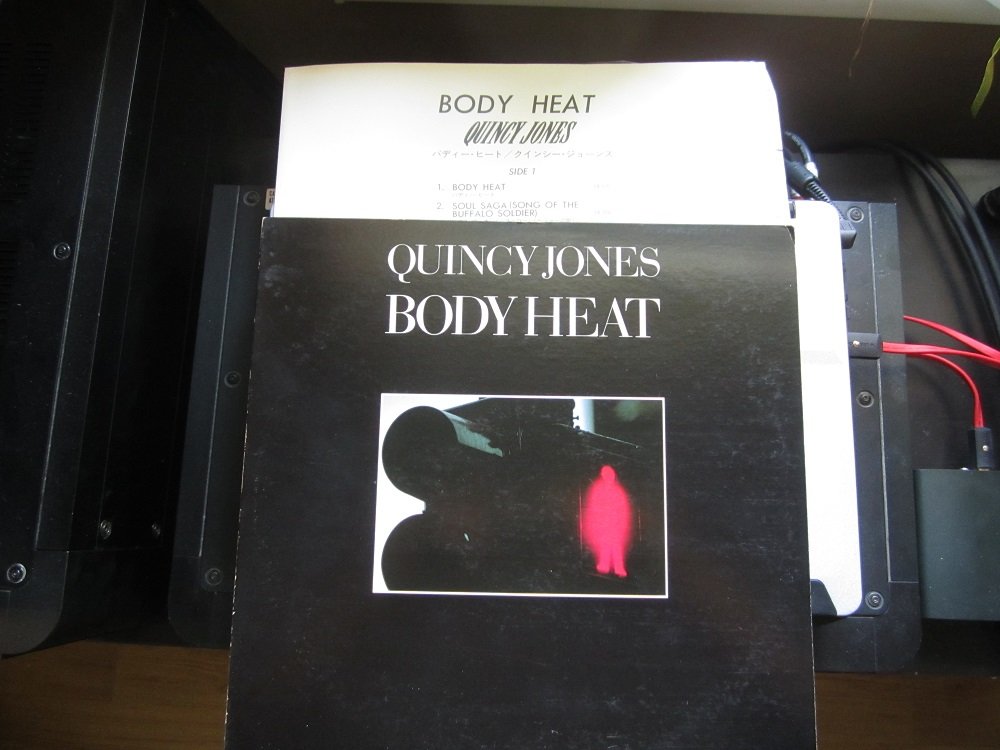 BODY HEAT
QUINCY JONES
バディー・ヒート/クインシー・ジョーンズ
SIDE 1
1. BODY HEAT
2. SOUL SAGA (SONG OF THE
BUFFALO SOLDIER)
QUINCY JONES
BODY HEAT